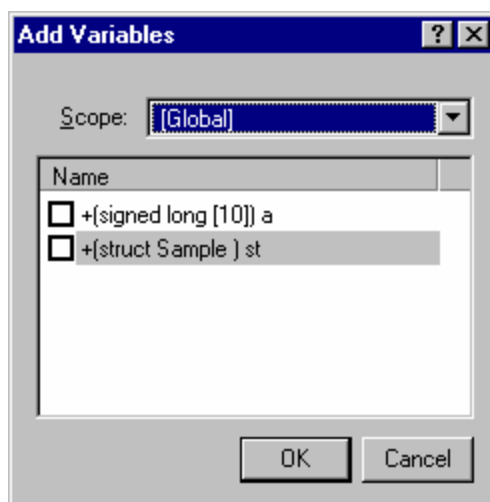 Add Variables
Scope: [Global]
Name
+(signed long [10]) a
+(struct Sample ) st
OK Cancel